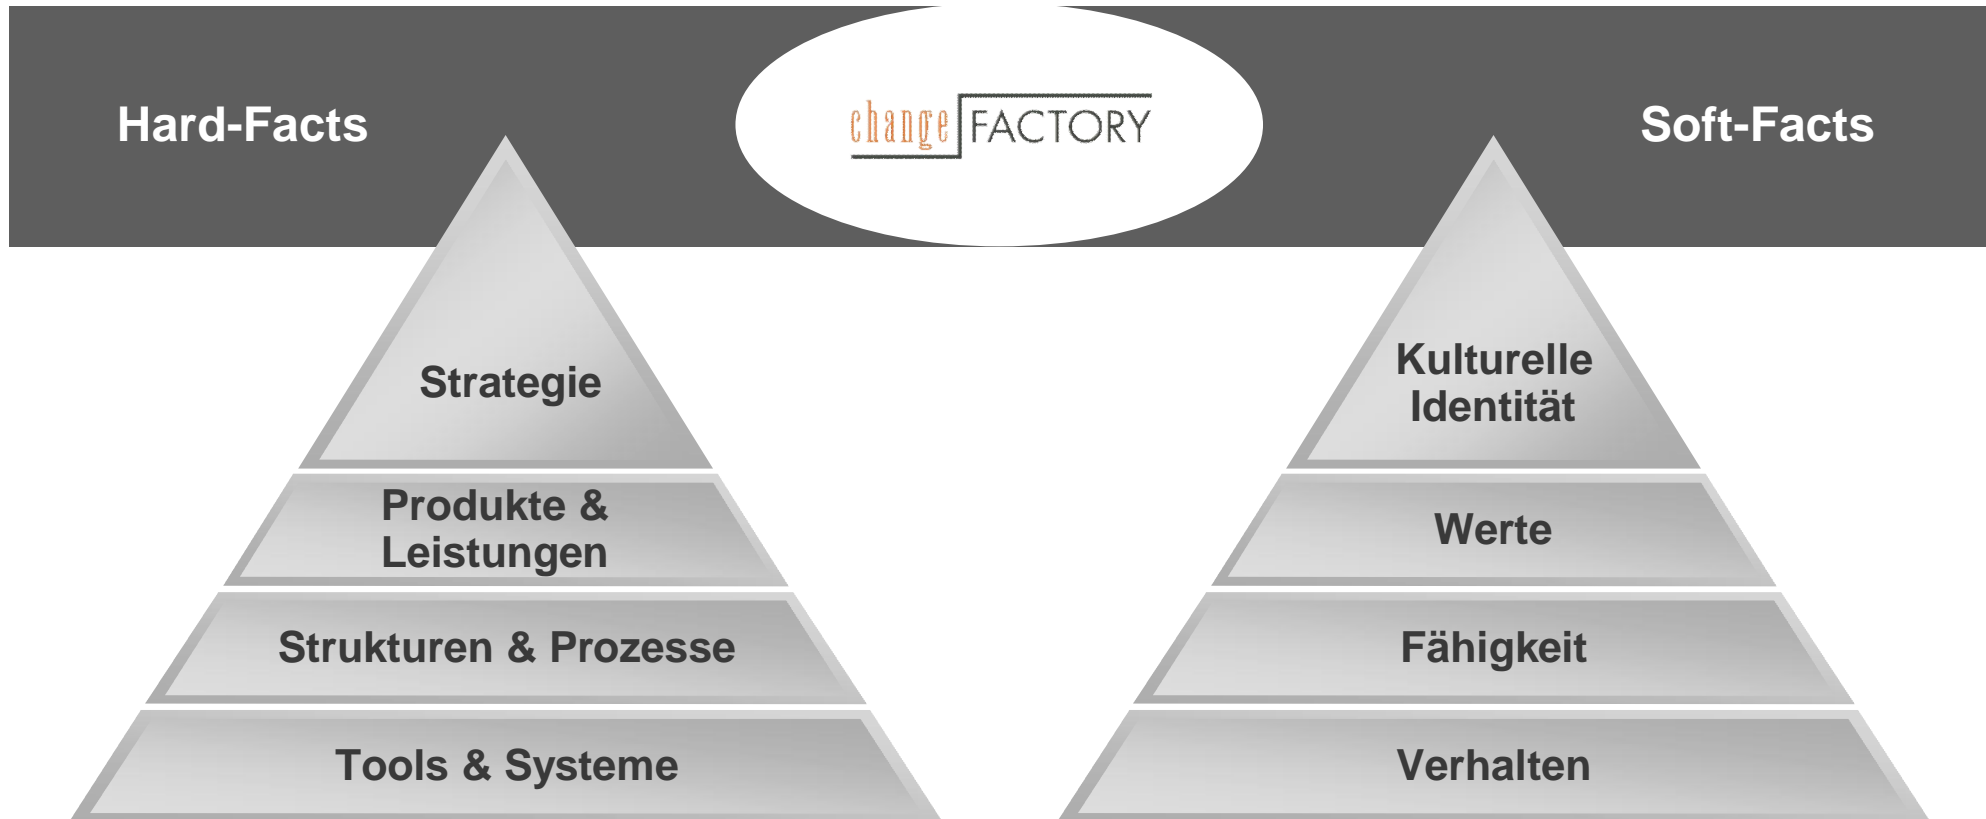 Hard-Facts
change FACTORY
Soft-Facts
Strategie
Produkte &
Leistungen
Strukturen & Prozesse
Tools & Systeme
Kulturelle
Identität
Werte
Fähigkeit
Verhalten